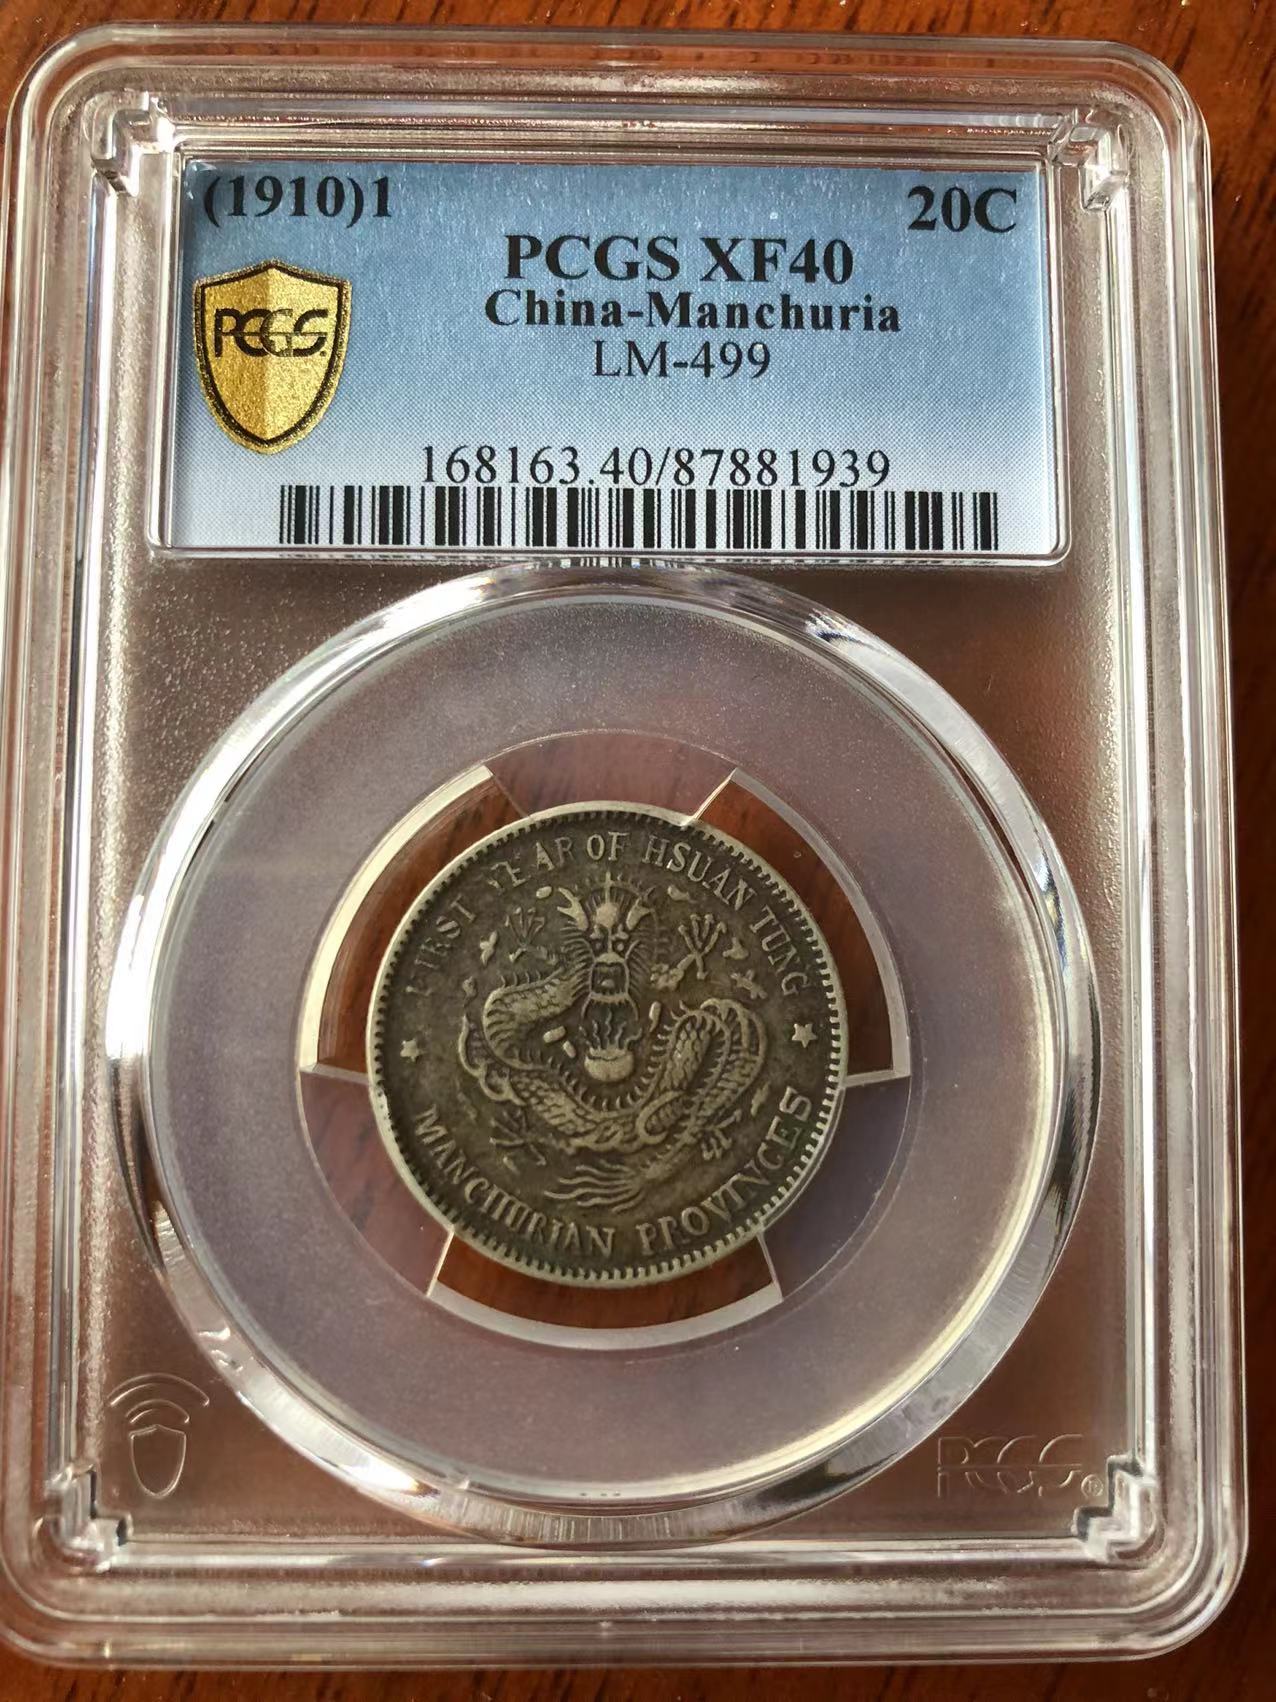 (1910)1
20C
PCGS XF40
China-Manchuria
LM-499
PCGS
168163.40/87881939
FIRST YEAR OF HSUAN TUNG
MANCHURIAN PROVINCES
PCGS®